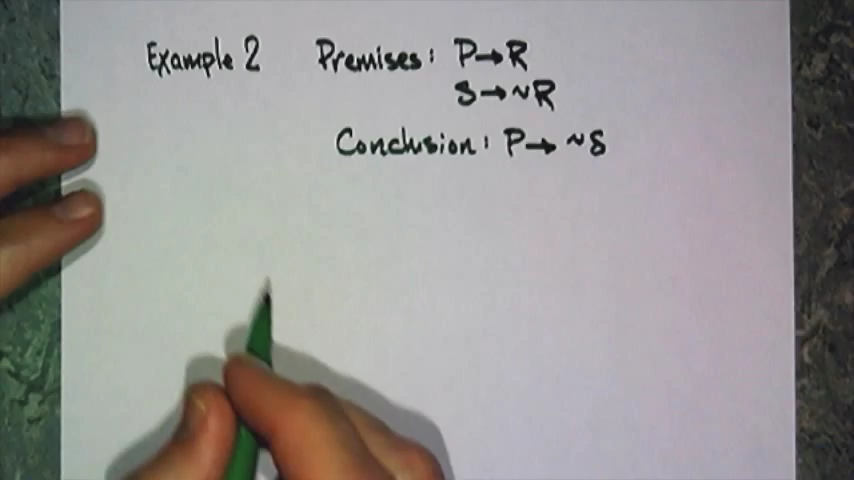 Example 2 Premises: P→R
S→~R
Conclusion: P→ ~S